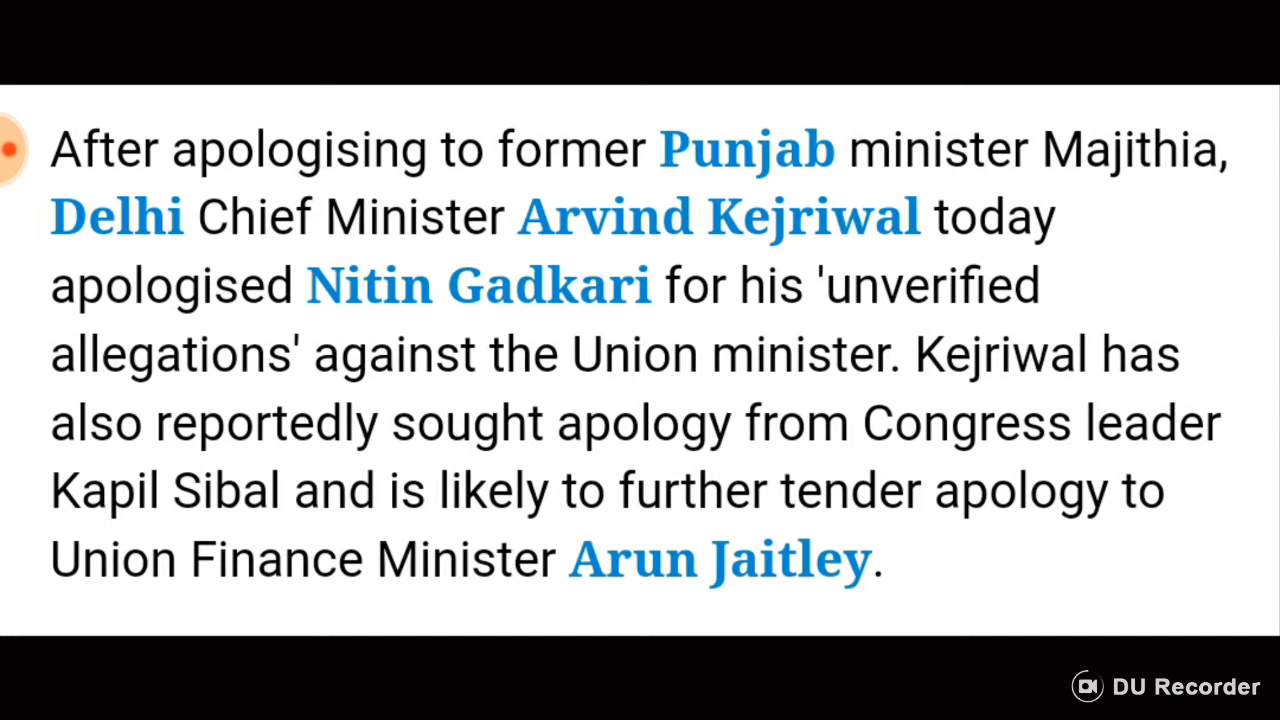 After apologising to former Punjab minister Majithia,
Delhi Chief Minister Arvind Kejriwal today
apologised Nitin Gadkari for his 'unverified
allegations' against the Union minister. Kejriwal has
also reportedly sought apology from Congress leader
Kapil Sibal and is likely to further tender apology to
Union Finance Minister Arun Jaitley.
DU Recorder